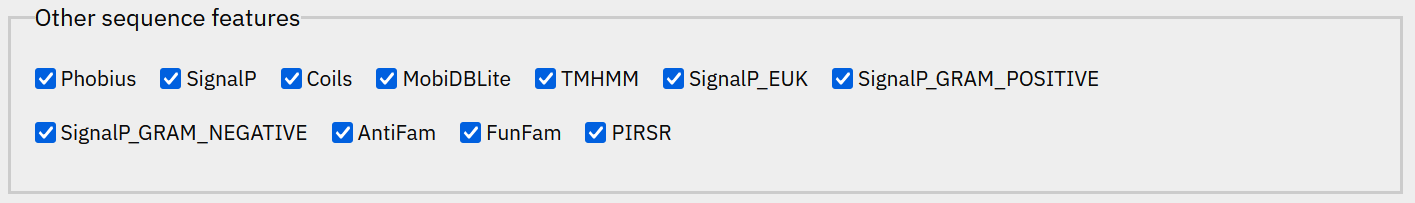 Other sequence features
Phobius SignalP Coils MobiDBLite TMHMM SignalP_EUK SignalP_GRAM_POSITIVE
SignalP_GRAM_NEGATIVE AntiFam FunFam PIRSR